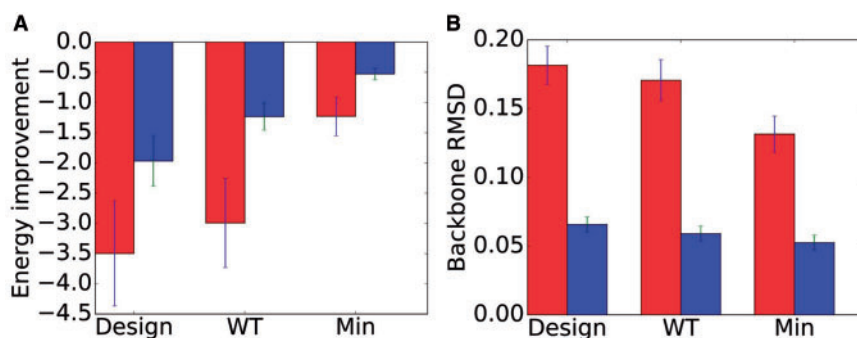 A
Energy improvement
0.0
−0.5
−1.0
−1.5
−2.0
−2.5
−3.0
−3.5
−4.0
−4.5
Design WT Min
B
Backbone RMSD
0.20
0.15
0.10
0.05
0.00
Design WT Min